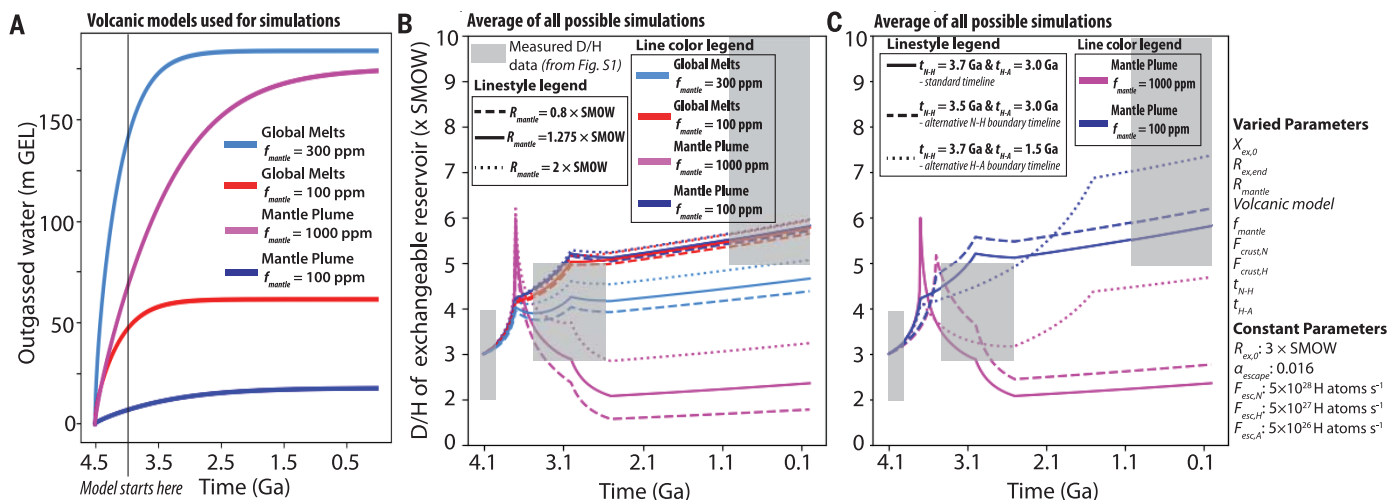 A
Volcanic models used for simulations
Outgassed water (m GEL)
150
100
50
0
Global Melts
f_mantle = 300 ppm
Global Melts
f_mantle = 100 ppm
Mantle Plume
f_mantle = 1000 ppm
Mantle Plume
f_mantle = 100 ppm
4.5
3.5
2.5
1.5
0.5
Model starts here
Time (Ga)
B
Average of all possible simulations
D/H of exchangeable reservoir (x SMOW)
10
9
8
7
6
5
4
3
2
1
0
Measured D/H
data (from Fig. S1)
Linestyle legend
R_mantle = 0.8 × SMOW
R_mantle = 1.275 × SMOW
R_mantle = 2 × SMOW
Line color legend
Global Melts
f_mantle = 300 ppm
Global Melts
f_mantle = 100 ppm
Mantle Plume
f_mantle = 1000 ppm
Mantle Plume
f_mantle = 100 ppm
4.1
3.1
2.1
1.1
0.1
Time (Ga)
C
Average of all possible simulations
10
9
8
7
6
5
4
3
2
1
0
Linestyle legend
t_N-H = 3.7 Ga & t_H-A = 3.0 Ga
- standard timeline
t_N-H = 3.5 Ga & t_H-A = 3.0 Ga
- alternative N-H boundary timeline
t_N-H = 3.7 Ga & t_H-A = 1.5 Ga
- alternative H-A boundary timeline
Line color legend
Mantle Plume
f_mantle = 1000 ppm
Mantle Plume
f_mantle = 100 ppm
4.1
3.1
2.1
1.1
0.1
Time (Ga)
Varied Parameters
X_ex,0
R_ex,end
R_mantle
Volcanic model
f_mantle
F_crust,N
F_crust,H
t_N-H
t_H-A
Constant Parameters
R_ex,0: 3 × SMOW
α_escape: 0.016
F_esc,N: 5×10²⁸ H atoms s⁻¹
F_esc,H: 5×10²⁷ H atoms s⁻¹
F_esc,A: 5×10²⁶ H atoms s⁻¹